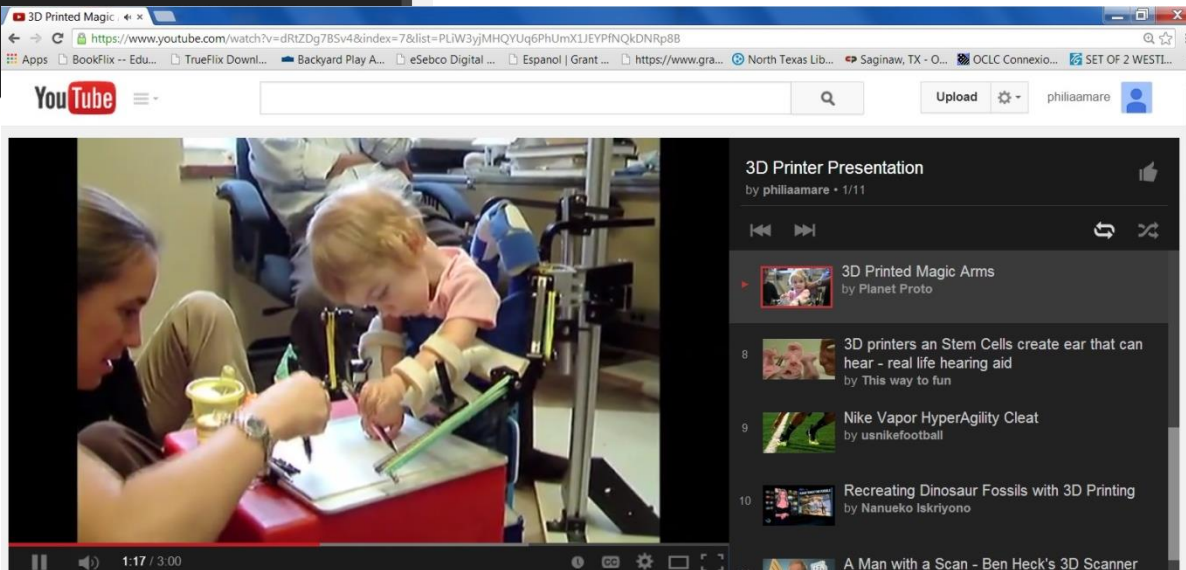 3D Printed Magic
https://www.youtube.com/watch?v=dRtZDg7BSv4&index=7&list=PLiW3yjMHQYUq6PhUmX1JEYPfNQkDNRp8B
Apps BookFlix -- Edu... TrueFlix Downl... Backyard Play A... eSebco Digital ... Espanol | Grant ... https://www.gra... North Texas Lib... Saginaw, TX - O... OCLC Connexio... SET OF 2 WESTI...
YouTube Upload philiaamare
3D Printer Presentation
by philiaamare • 1/11
3D Printed Magic Arms
by Planet Proto
8 3D printers an Stem Cells create ear that can
hear - real life hearing aid
by This way to fun
9 Nike Vapor HyperAgility Cleat
by usnikefootball
10 Recreating Dinosaur Fossils with 3D Printing
by Nanueko Iskriyono
A Man with a Scan - Ben Heck's 3D Scanner
1:17 / 3:00 CC